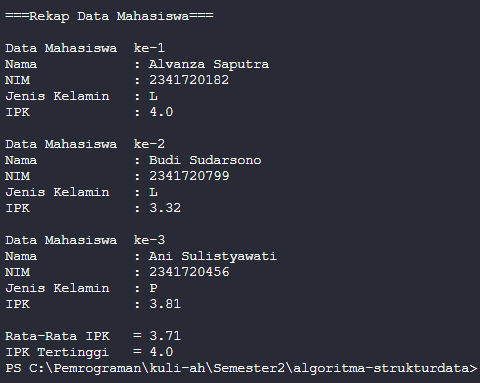 ===Rekap Data Mahasiswa===
Data Mahasiswa  ke-1
Nama            : Alvanza Saputra
NIM             : 2341720182
Jenis Kelamin   : L
IPK             : 4.0
Data Mahasiswa  ke-2
Nama            : Budi Sudarsono
NIM             : 2341720799
Jenis Kelamin   : L
IPK             : 3.32
Data Mahasiswa  ke-3
Nama            : Ani Sulistyawati
NIM             : 2341720456
Jenis Kelamin   : P
IPK             : 3.81
Rata-Rata IPK   = 3.71
IPK Tertinggi   = 4.0
PS C:\Pemrograman\kuli-ah\Semester2\algoritma-strukturdata>